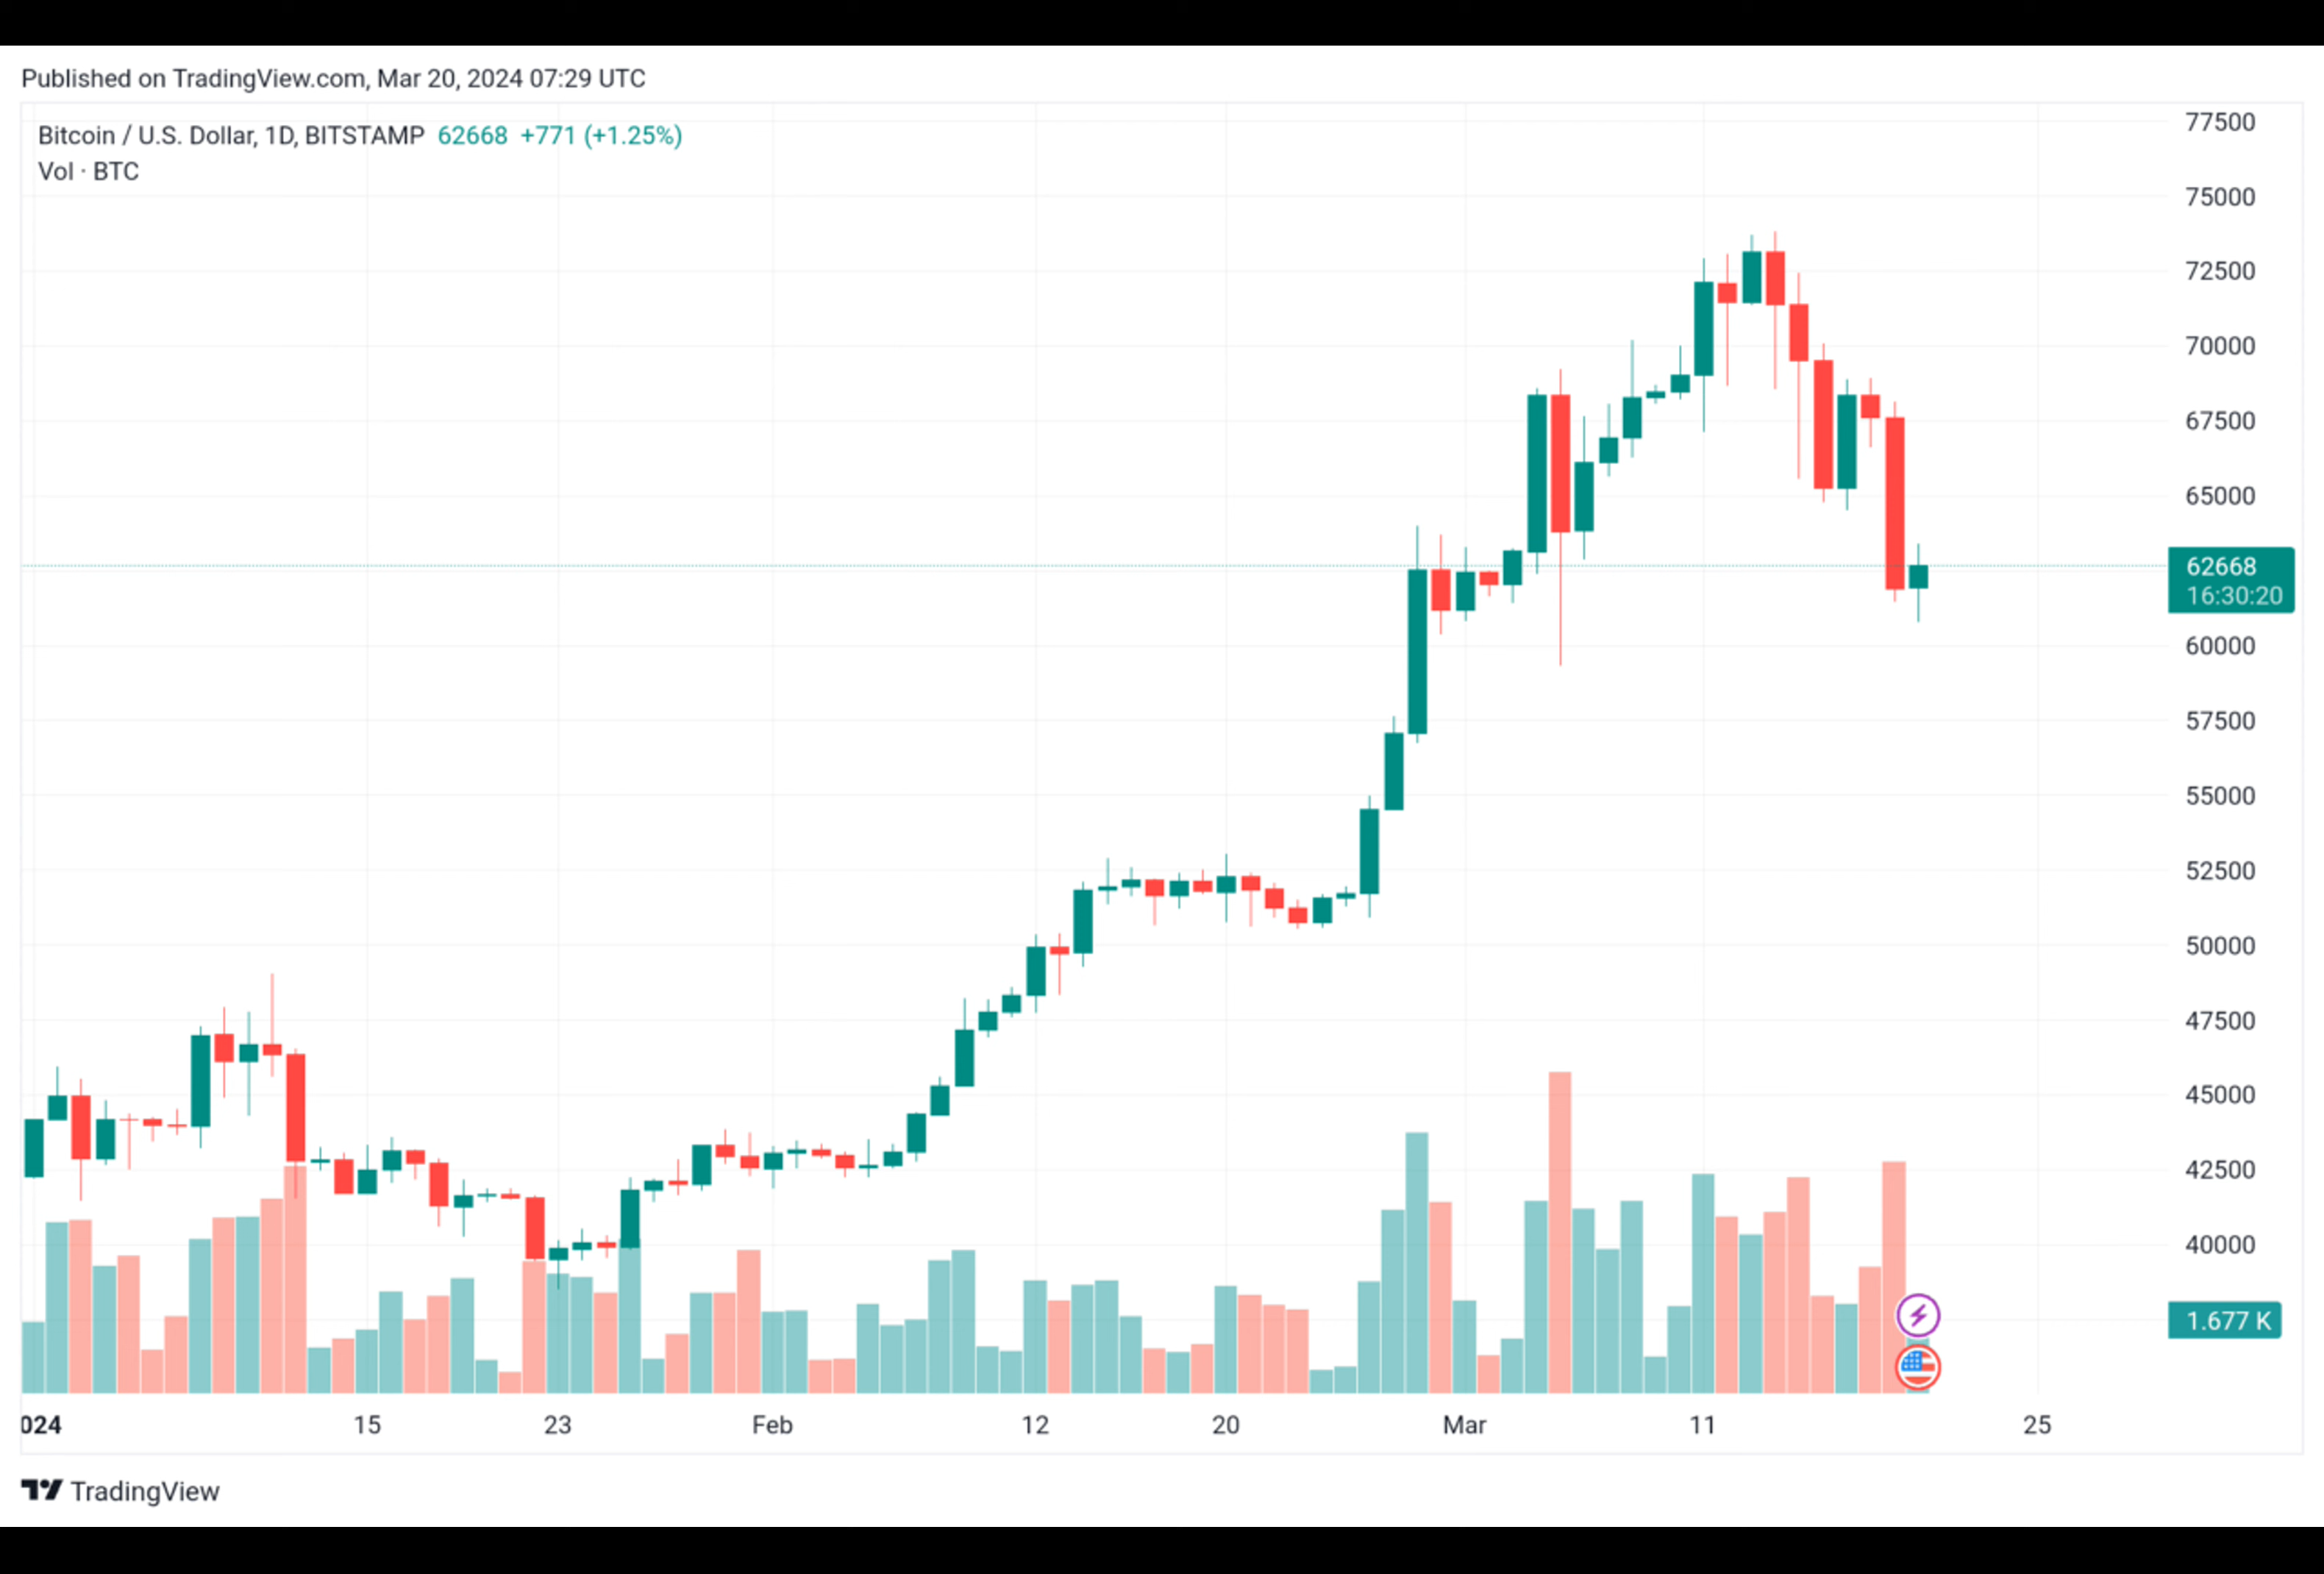 Published on TradingView.com, Mar 20, 2024 07:29 UTC
Bitcoin / U.S. Dollar, 1D, BITSTAMP 62668 +771 (+1.25%)
Vol · BTC
77500
75000
72500
70000
67500
65000
62668
16:30:20
60000
57500
55000
52500
50000
47500
45000
42500
40000
1.677 K
024 15 23 Feb 12 20 Mar 11 25
TradingView